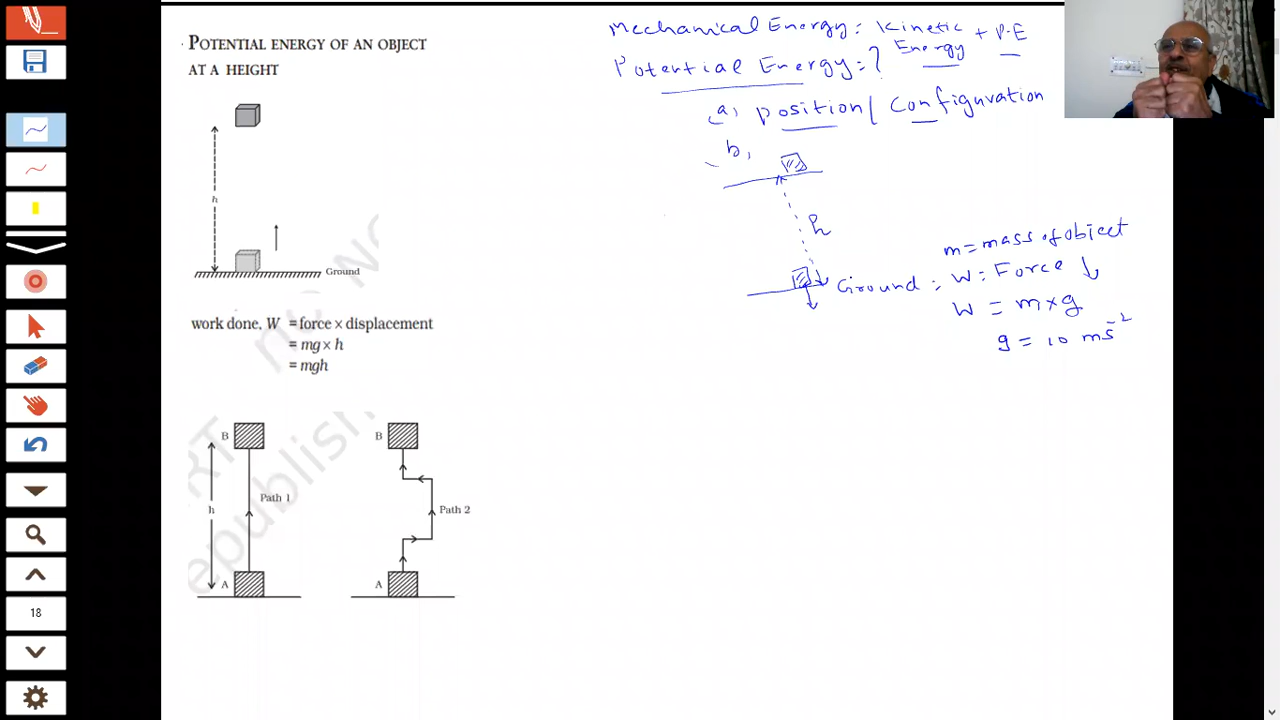 POTENTIAL ENERGY OF AN OBJECT
AT A HEIGHT
h
Ground
work done, W = force × displacement
= mg × h
= mgh
B
h
Path 1
A
B
Path 2
A
Mechanical Energy: Kinetic Energy + P.E
Potential Energy = ?
(a) position / Configuration
(b)
h
Ground :
m = mass of object
W : Force ↓
W = m × g
g = 10 ms⁻²
18